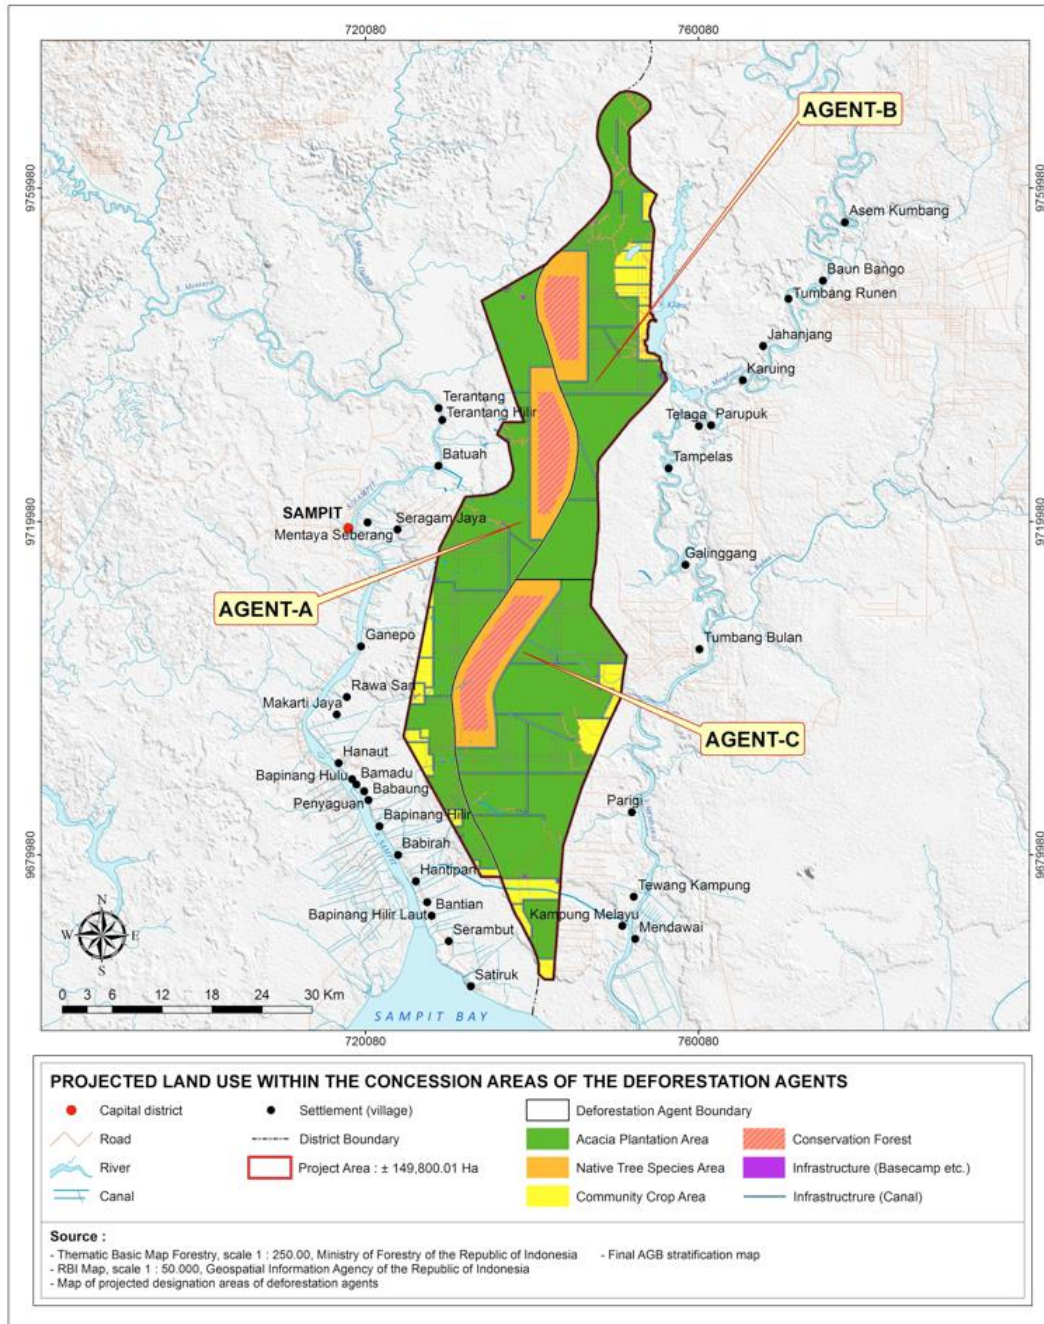 720080
760080
AGENT-B
9759980
9759980
Asem Kumbang
Baun Bango
Tumbang Runen
Jahanjang
Karuing
Terantang
Terantang Hilir
Telaga
Parupuk
Batuah
Tampelas
SAMPIT
Seragam Jaya
Mentaya Seberang
9719980
9719980
Galinggang
AGENT-A
Ganepo
Tumbang Bulan
Rawa Sari
Makarti Jaya
AGENT-C
Hanaut
Bapinang Hulu
Bamadu
Babaung
Penyaguan
Parigi
Bapinang Hilir
Babirah
9679980
9679980
Hantipan
Tewang Kampung
Bantian
Bapinang Hilir Laut
Kampung Melayu
Mendawai
Serambut
N
W E
S
Satiruk
0 3 6 12 18 24 30 Km
SAMPIT BAY
720080
760080
PROJECTED LAND USE WITHIN THE CONCESSION AREAS OF THE DEFORESTATION AGENTS
Capital district
Settlement (village)
Deforestation Agent Boundary
Road
District Boundary
Acacia Plantation Area
Conservation Forest
River
Project Area : ± 149,800.01 Ha
Native Tree Species Area
Infrastructure (Basecamp etc.)
Canal
Community Crop Area
Infrastructrure (Canal)
Source :
- Thematic Basic Map Forestry, scale 1 : 250.00, Ministry of Forestry of the Republic of Indonesia - Final AGB stratification map
- RBI Map, scale 1 : 50.000, Geospatial Information Agency of the Republic of Indonesia
- Map of projected designation areas of deforestation agents